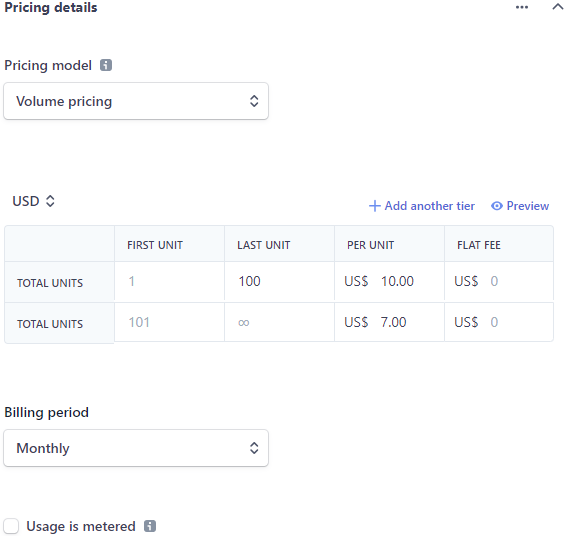 Pricing details
Pricing model
Volume pricing
USD
Add another tier Preview
FIRST UNIT LAST UNIT PER UNIT FLAT FEE
TOTAL UNITS 1 100 US$ 10.00 US$ 0
TOTAL UNITS 101 ∞ US$ 7.00 US$ 0
Billing period
Monthly
Usage is metered